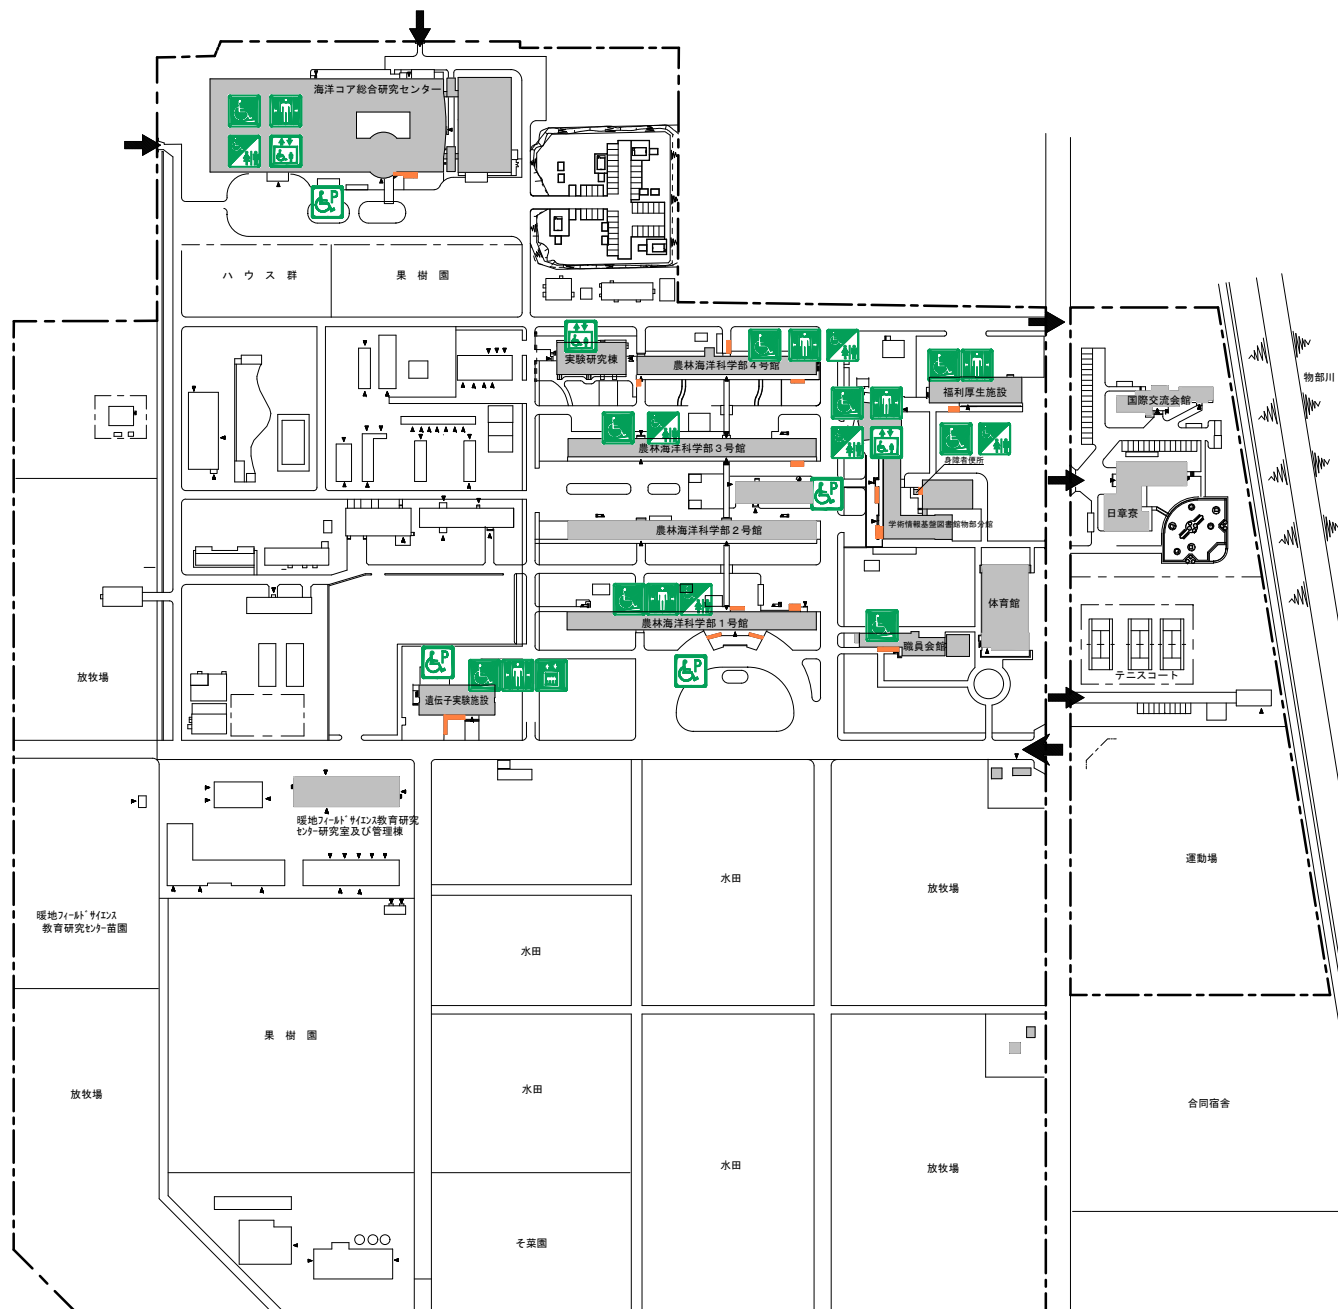 海洋コア総合研究センター
P
ハウス群
果樹園
実験研究棟
農林海洋科学部4号館
福利厚生施設
国際交流会館
物部川
農林海洋科学部3号館
身障者便所
P
日章寮
農林海洋科学部2号館
学術情報基盤図書館物部分館
体育館
農林海洋科学部1号館
職員会館
P
P
放牧場
遺伝子実験施設
テニスコート
暖地フィールドサイエンス教育研究
センター研究室及び管理棟
運動場
水田
放牧場
暖地フィールドサイエンス
教育研究センター苗園
水田
果樹園
放牧場
水田
合同宿舎
水田
放牧場
そ菜園